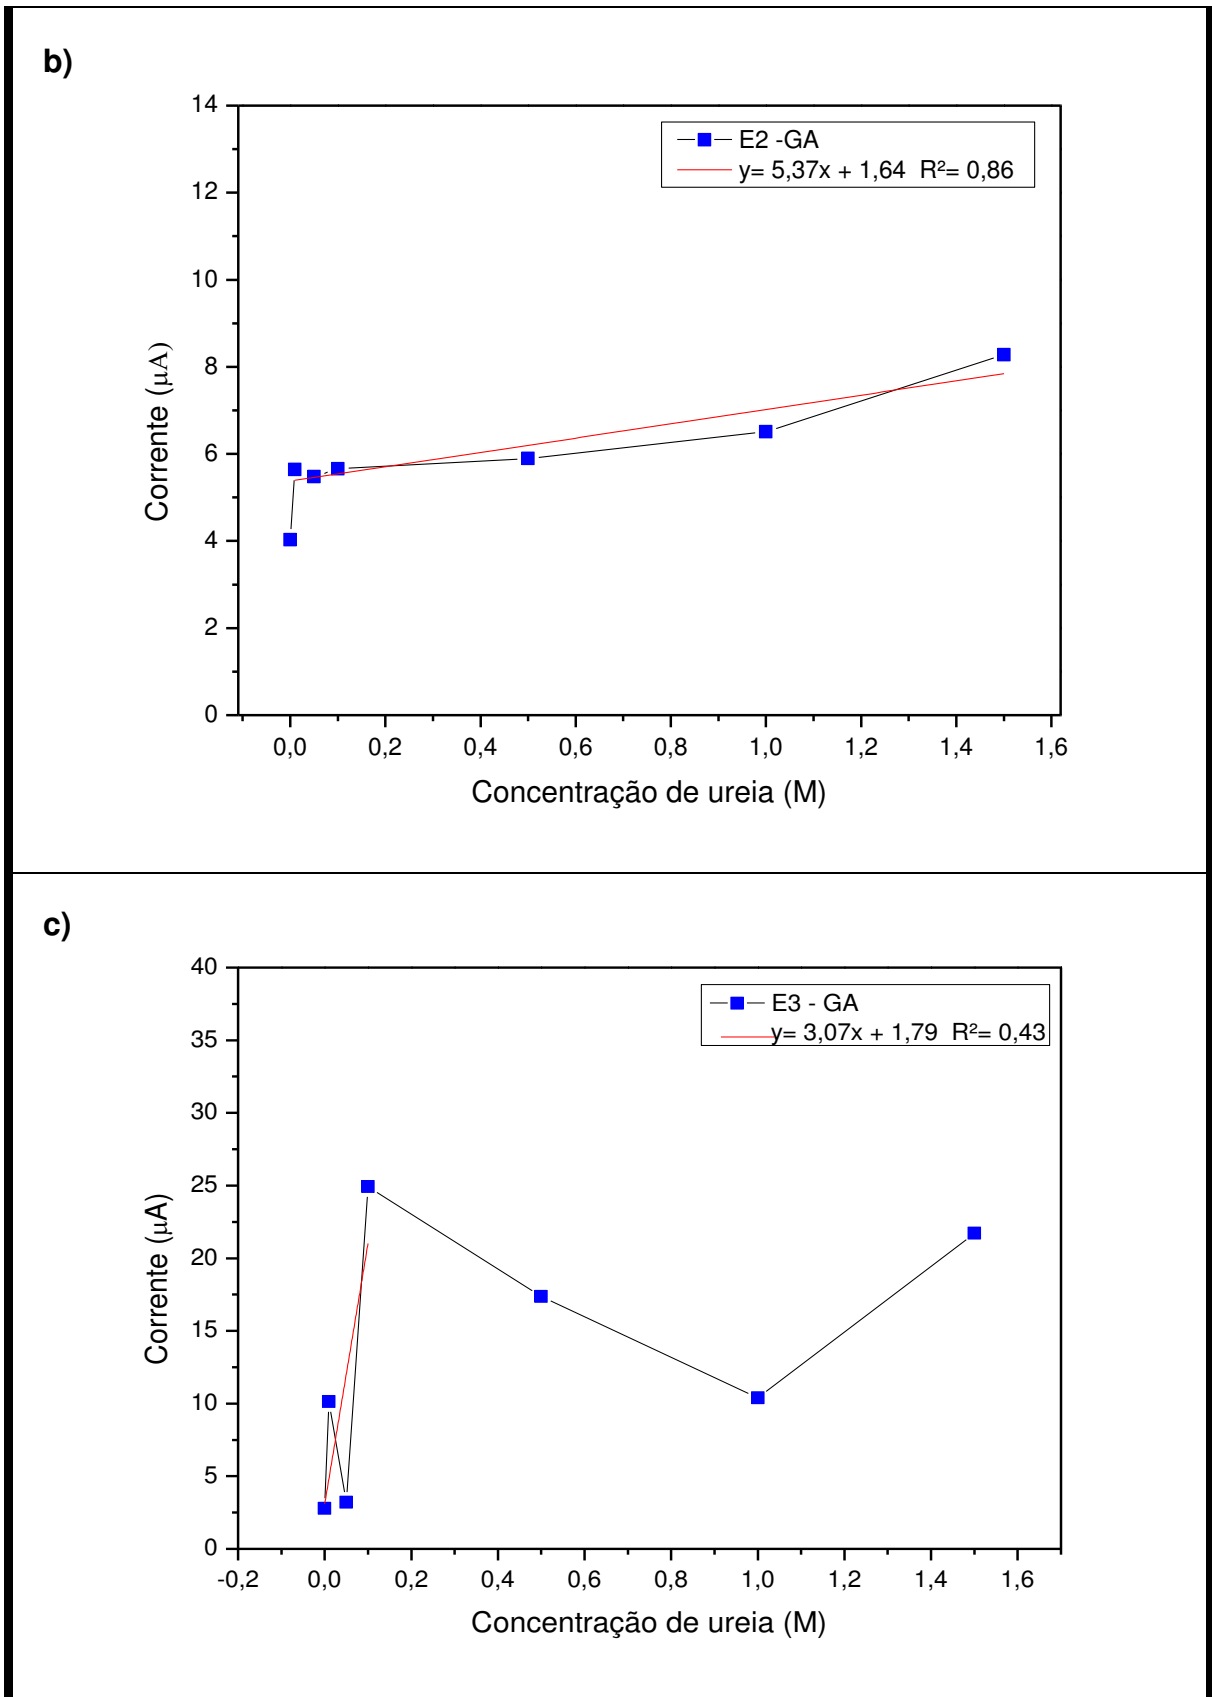 b)
14
12
10
8
6
4
2
0
Corrente (µA)
E2 -GA
y= 5,37x + 1,64 R²= 0,86
0,0 0,2 0,4 0,6 0,8 1,0 1,2 1,4 1,6
Concentração de ureia (M)
c)
40
35
30
25
20
15
10
5
0
Corrente (µA)
E3 - GA
y= 3,07x + 1,79 R²= 0,43
-0,2 0,0 0,2 0,4 0,6 0,8 1,0 1,2 1,4 1,6
Concentração de ureia (M)